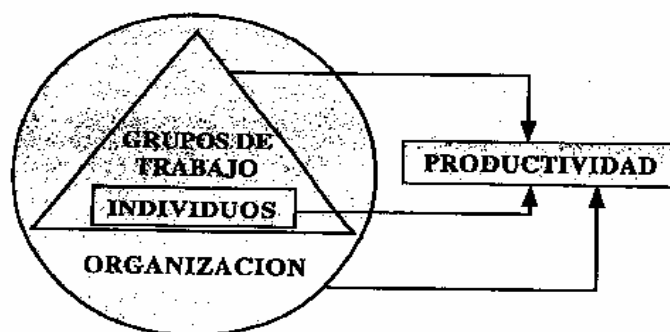 GRUPOS DE
TRABAJO
INDIVIDUOS
ORGANIZACION
PRODUCTIVIDAD